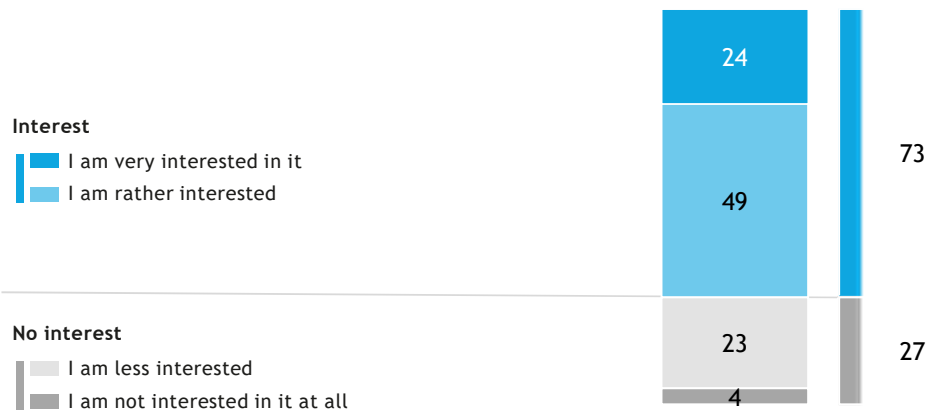 24
Interest
I am very interested in it
73
I am rather interested
49
No interest
23
27
I am less interested
4
I am not interested in it at all